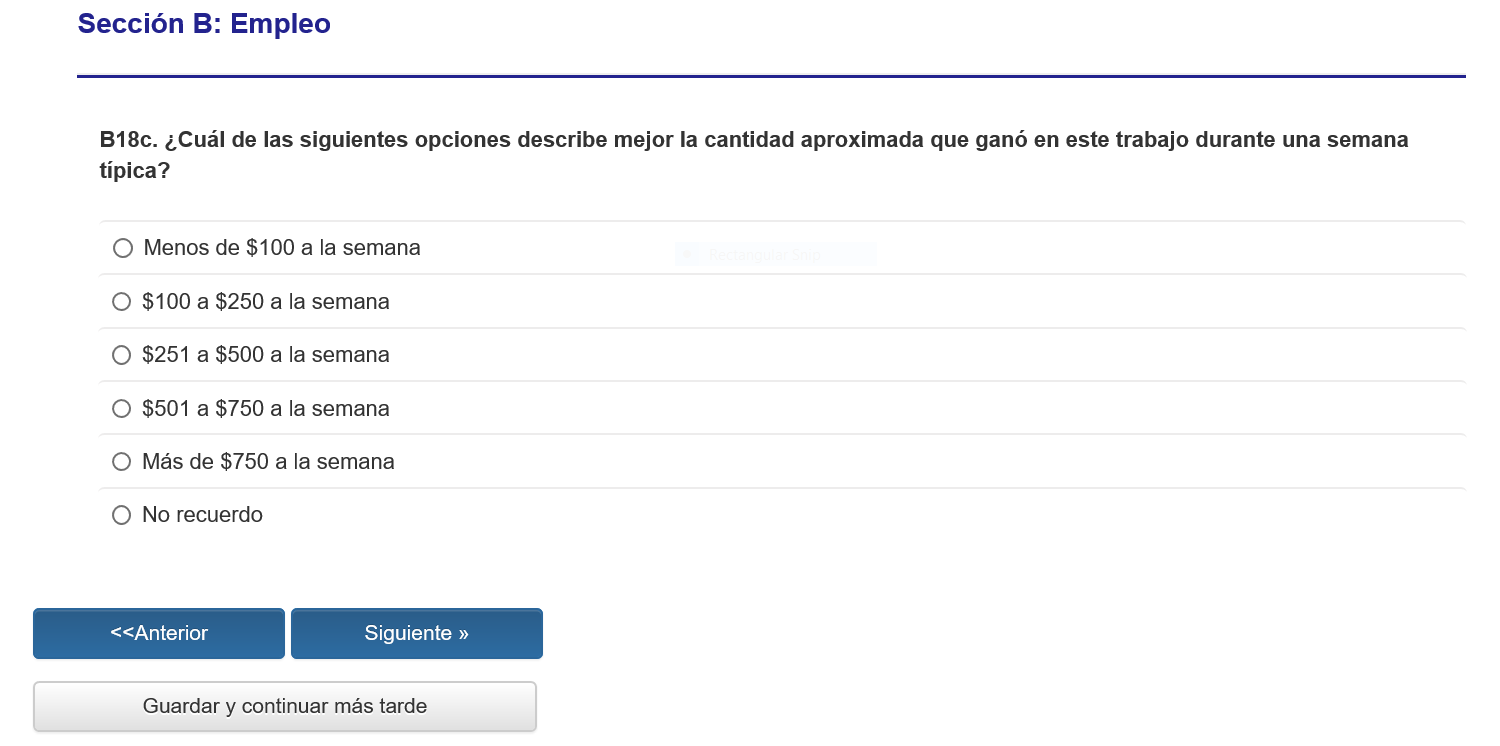 Sección B: Empleo
B18c. ¿Cuál de las siguientes opciones describe mejor la cantidad aproximada que ganó en este trabajo durante una semana
típica?
Menos de $100 a la semana
Rectangular Snip
$100 a $250 a la semana
$251 a $500 a la semana
$501 a $750 a la semana
Más de $750 a la semana
No recuerdo
<<Anterior
Siguiente »
Guardar y continuar más tarde